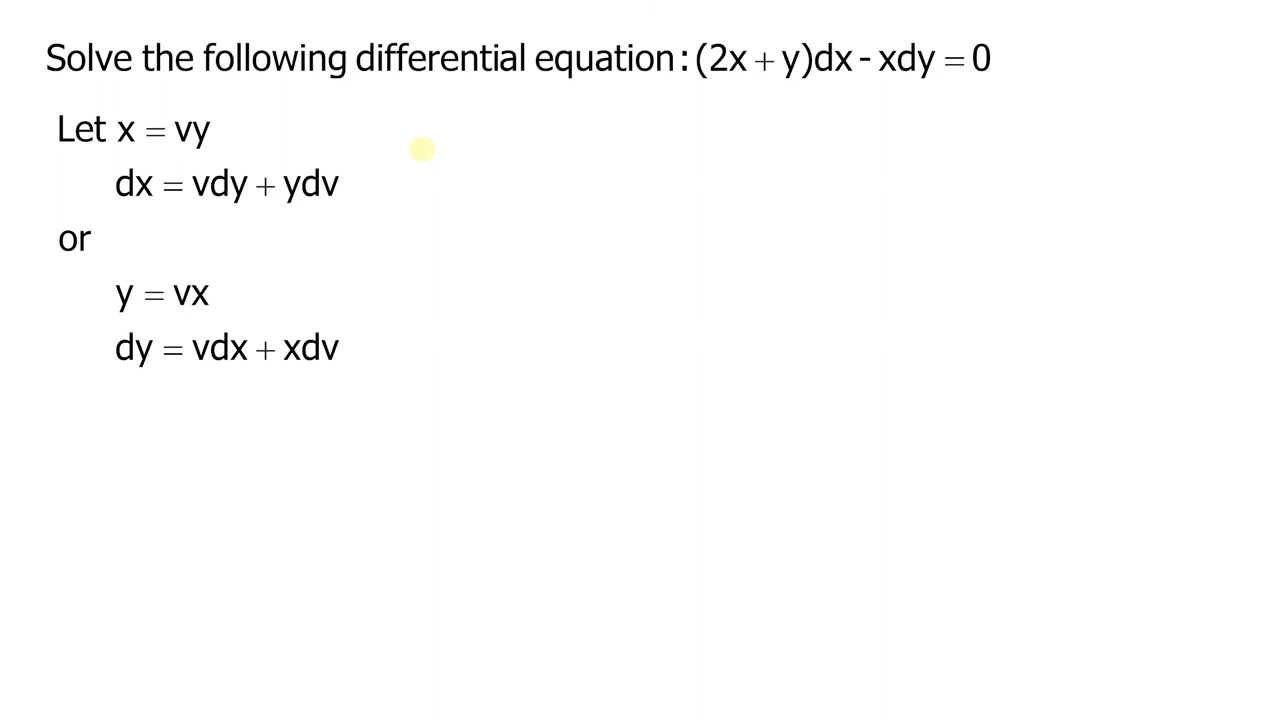 Solve the following differential equation: (2x + y)dx - xdy = 0
Let x = vy
dx = vdy + ydv
or
y = vx
dy = vdx + xdv